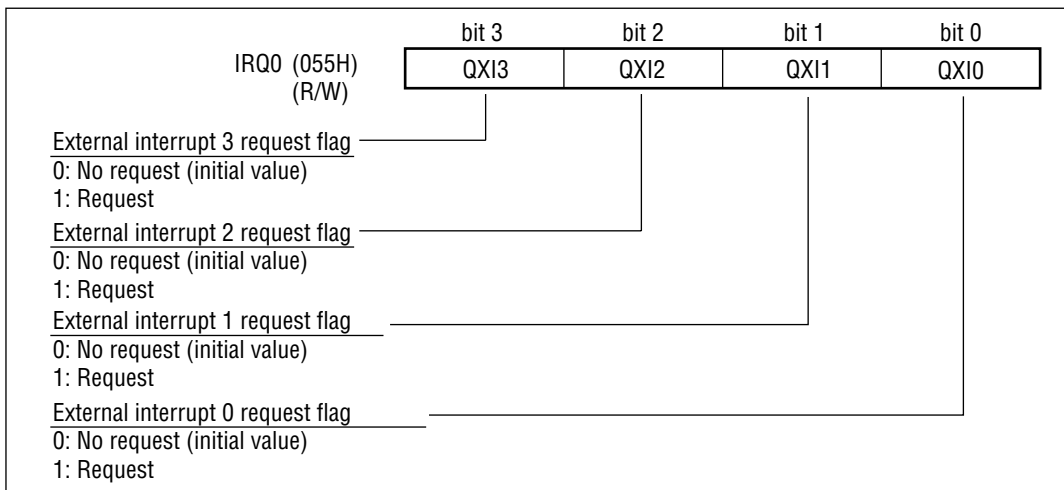 bit 3 bit 2 bit 1 bit 0
IRQ0 (055H) QXI3 QXI2 QXI1 QXI0
(R/W)
External interrupt 3 request flag
0: No request (initial value)
1: Request
External interrupt 2 request flag
0: No request (initial value)
1: Request
External interrupt 1 request flag
0: No request (initial value)
1: Request
External interrupt 0 request flag
0: No request (initial value)
1: Request